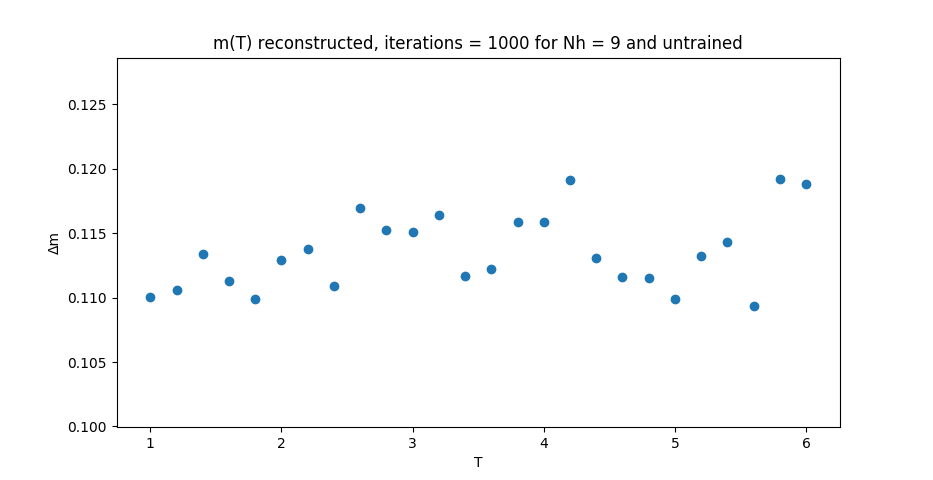 m(T) reconstructed, iterations = 1000 for Nh = 9 and untrained
0.125
0.120
0.115
Δm
0.110
0.105
0.100
1 2 3 4 5 6
T